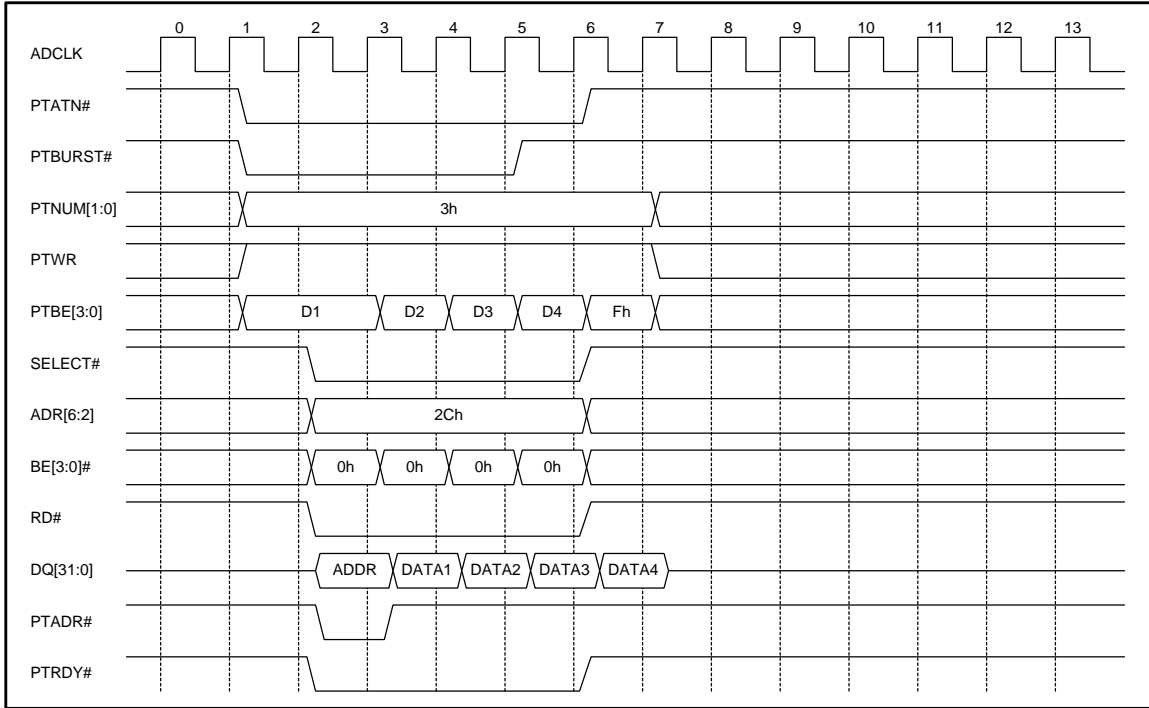 0 1 2 3 4 5 6 7 8 9 10 11 12 13
ADCLK
PTATN#
PTBURST#
PTNUM[1:0] 3h
PTWR
PTBE[3:0] D1 D2 D3 D4 Fh
SELECT#
ADR[6:2] 2Ch
BE[3:0]# 0h 0h 0h 0h
RD#
DQ[31:0] ADDR DATA1 DATA2 DATA3 DATA4
PTADR#
PTRDY#